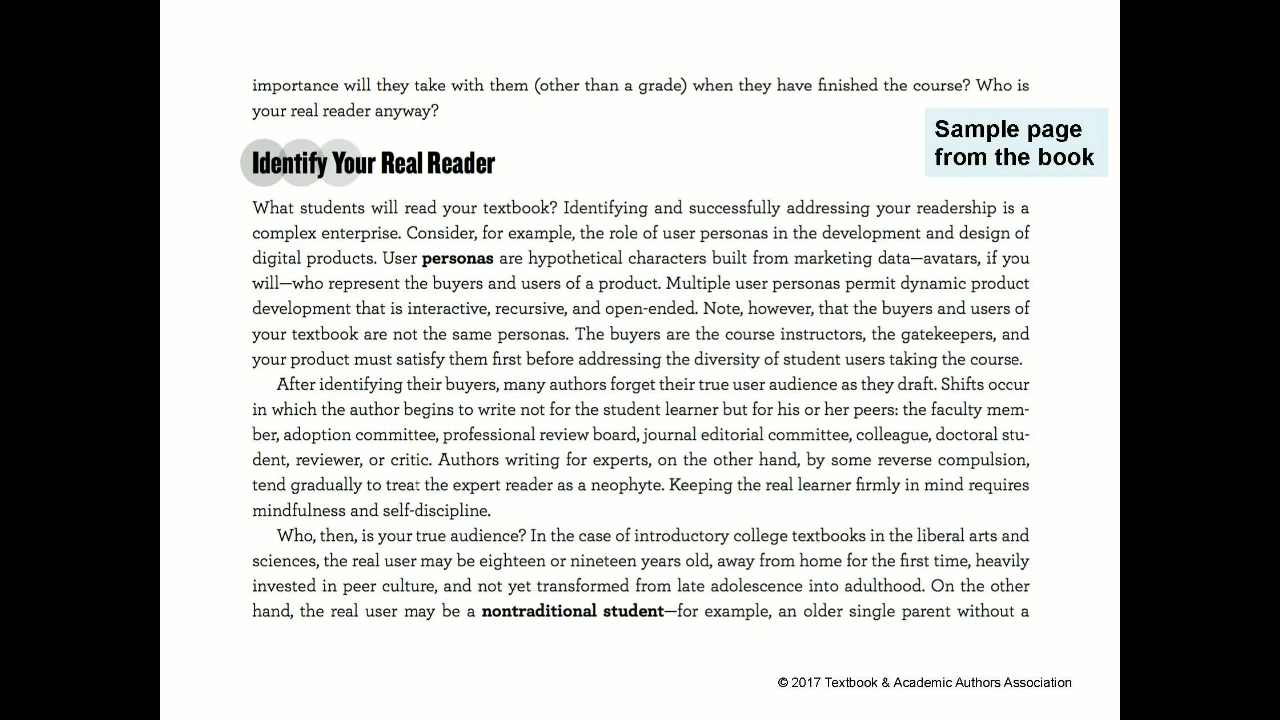 importance will they take with them (other than a grade) when they have finished the course? Who is
your real reader anyway?
Sample page
from the book
Identify Your Real Reader
What students will read your textbook? Identifying and successfully addressing your readership is a
complex enterprise. Consider, for example, the role of user personas in the development and design of
digital products. User personas are hypothetical characters built from marketing data—avatars, if you
will—who represent the buyers and users of a product. Multiple user personas permit dynamic product
development that is interactive, recursive, and open-ended. Note, however, that the buyers and users of
your textbook are not the same personas. The buyers are the course instructors, the gatekeepers, and
your product must satisfy them first before addressing the diversity of student users taking the course.
After identifying their buyers, many authors forget their true user audience as they draft. Shifts occur
in which the author begins to write not for the student learner but for his or her peers: the faculty mem-
ber, adoption committee, professional review board, journal editorial committee, colleague, doctoral stu-
dent, reviewer, or critic. Authors writing for experts, on the other hand, by some reverse compulsion,
tend gradually to treat the expert reader as a neophyte. Keeping the real learner firmly in mind requires
mindfulness and self-discipline.
Who, then, is your true audience? In the case of introductory college textbooks in the liberal arts and
sciences, the real user may be eighteen or nineteen years old, away from home for the first time, heavily
invested in peer culture, and not yet transformed from late adolescence into adulthood. On the other
hand, the real user may be a nontraditional student—for example, an older single parent without a
© 2017 Textbook & Academic Authors Association